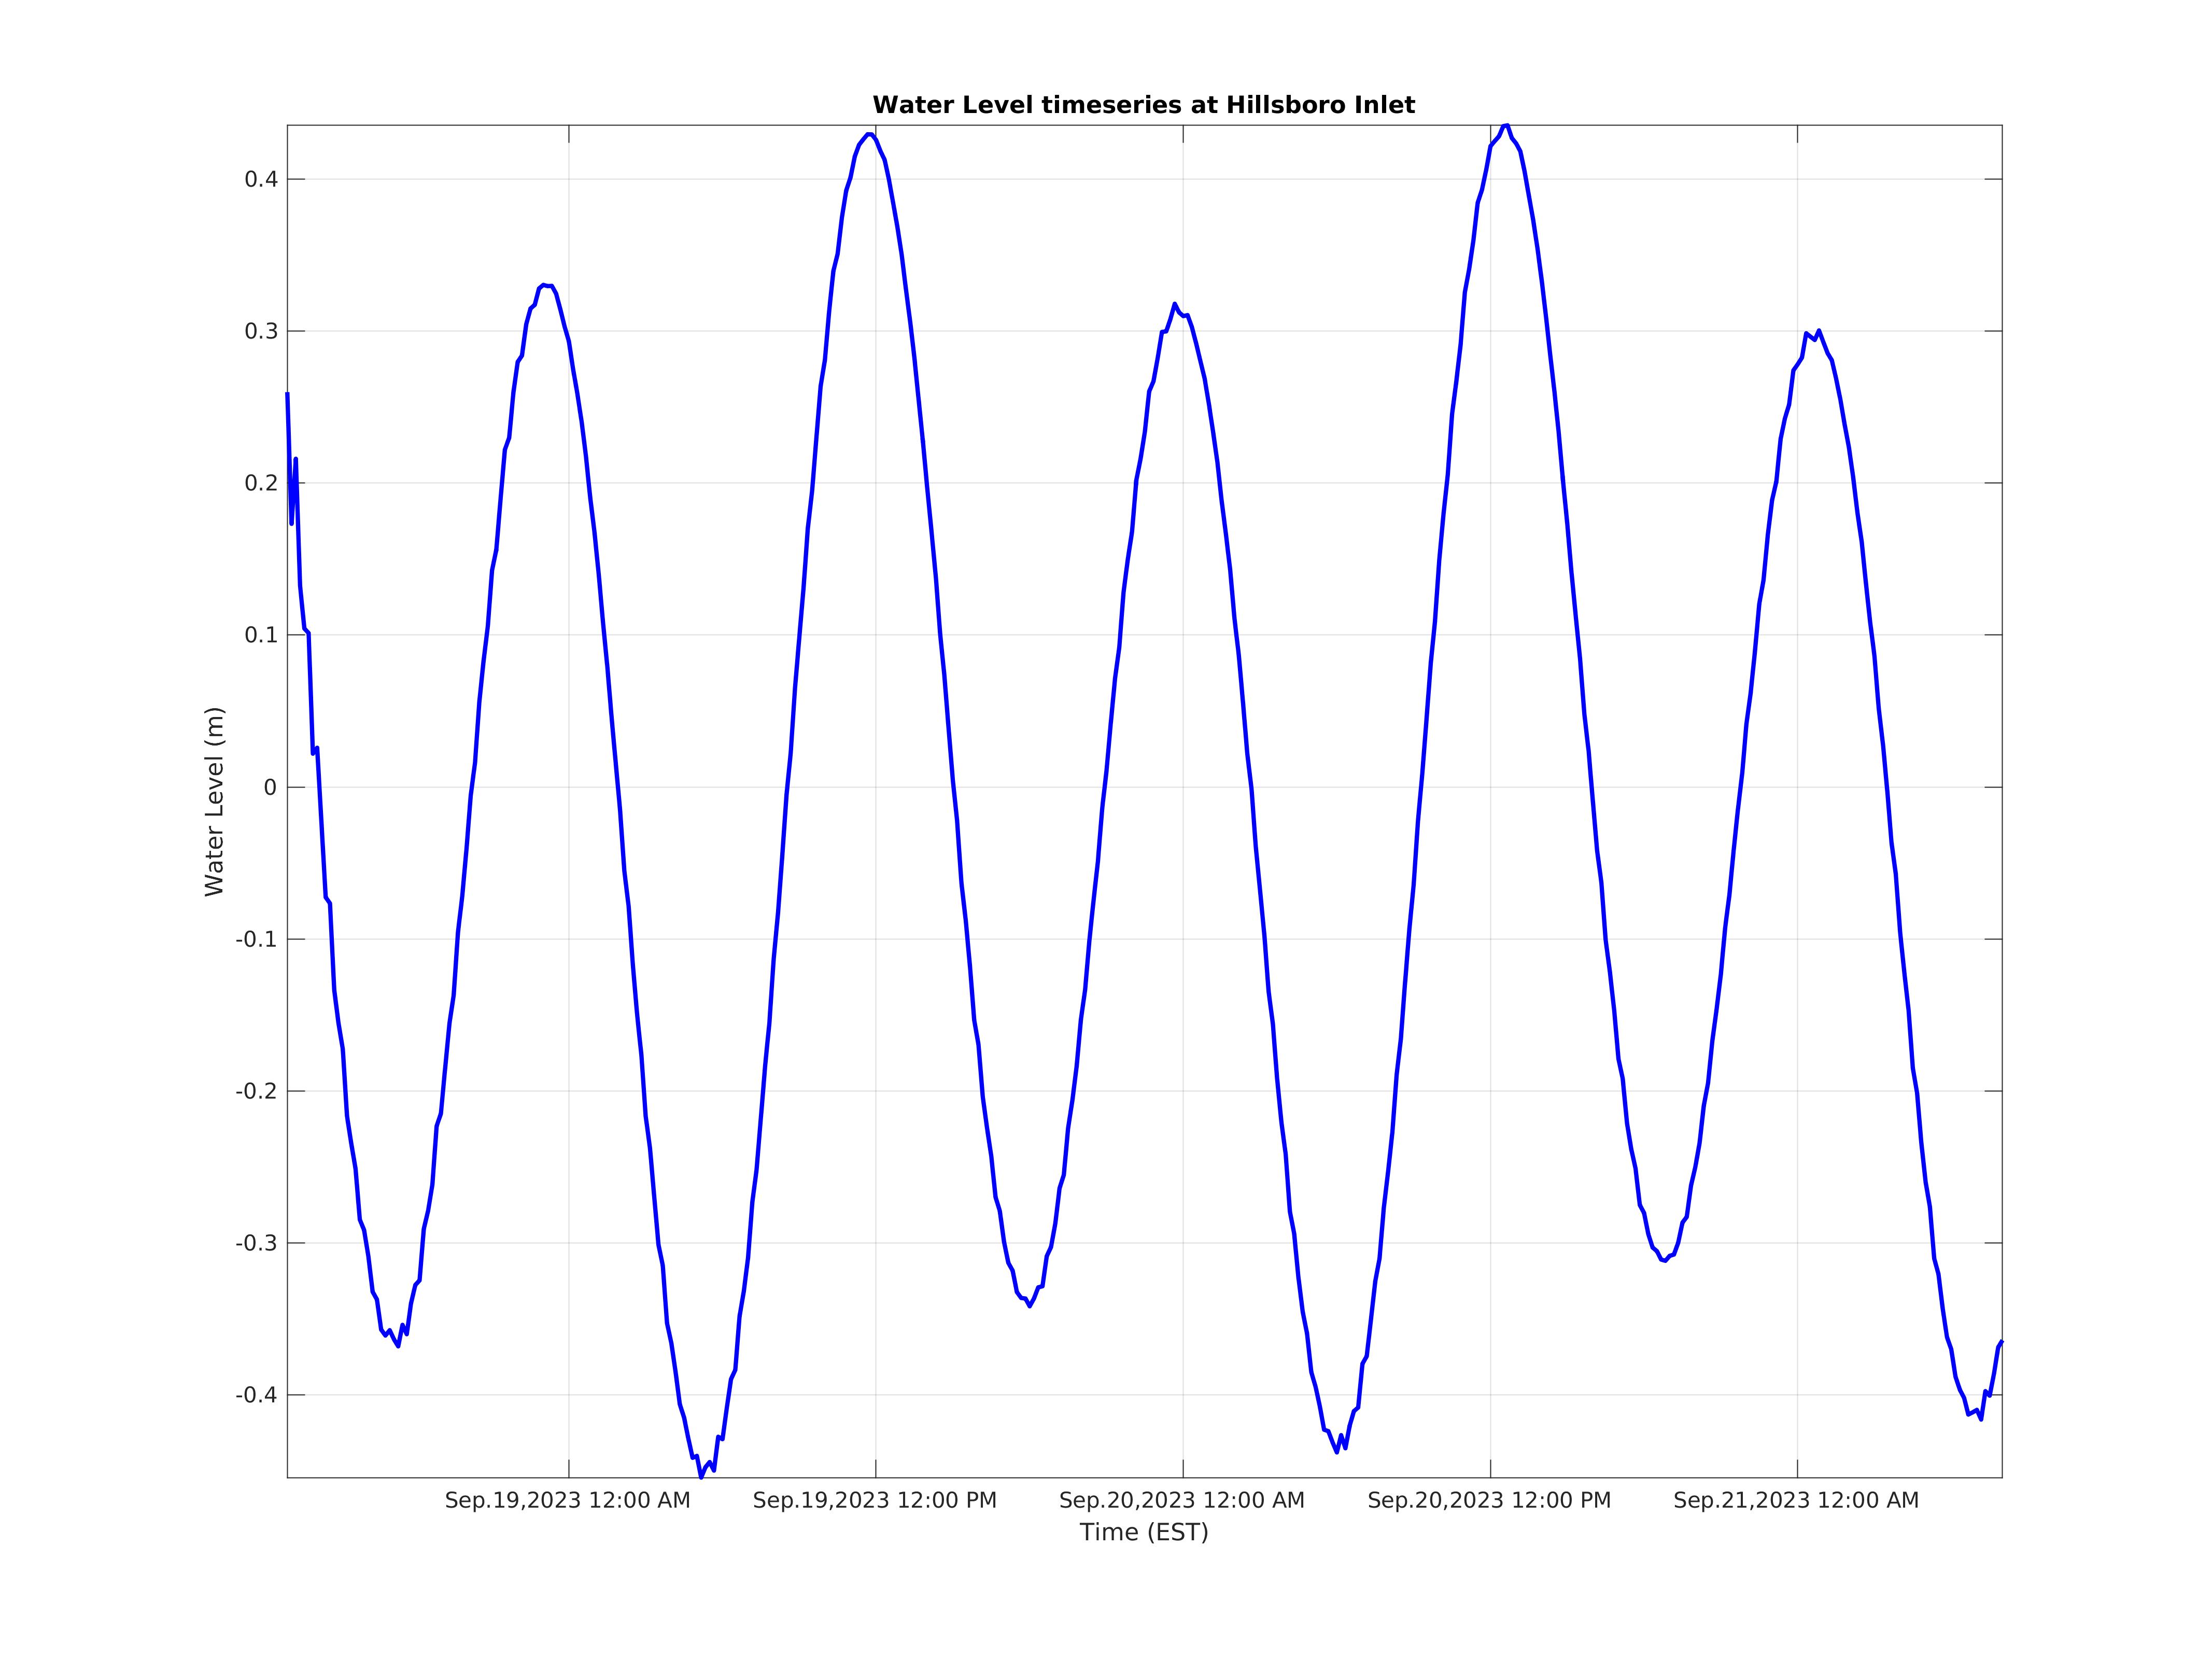 Water Level timeseries at Hillsboro Inlet
0.4
0.3
0.2
0.1
0
-0.1
-0.2
-0.3
-0.4
Water Level (m)
Sep.19,2023 12:00 AM Sep.19,2023 12:00 PM Sep.20,2023 12:00 AM Sep.20,2023 12:00 PM Sep.21,2023 12:00 AM
Time (EST)